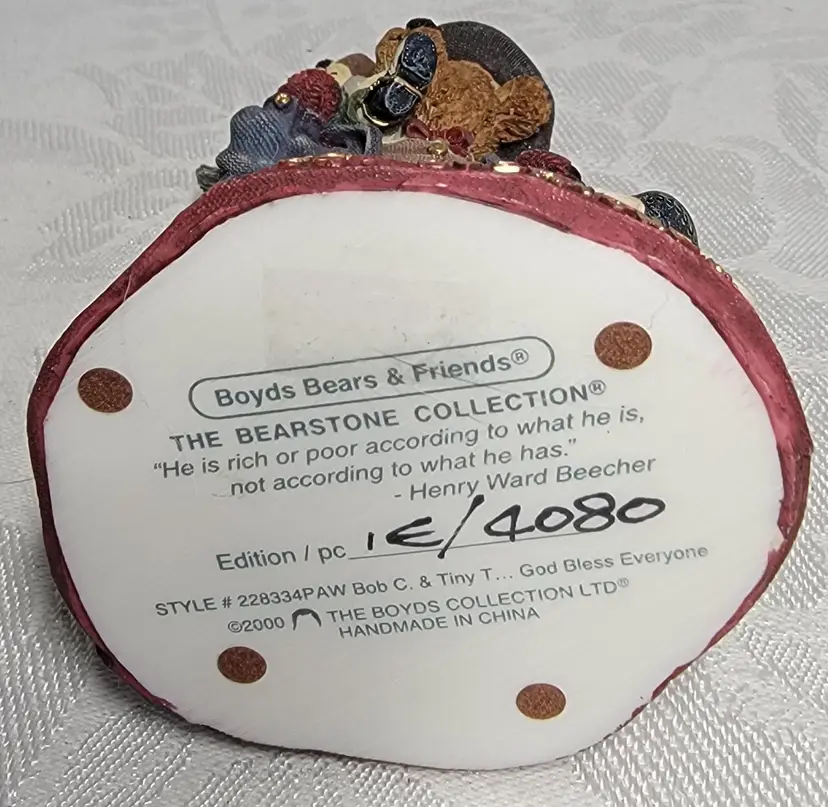 Boyds Bears & Friends®
THE BEARSTONE COLLECTION®
"He is rich or poor according to what he is,
not according to what he has."
- Henry Ward Beecher
Edition / pc 1E/4080
STYLE # 228334PAW Bob C. & Tiny T... God Bless Everyone
©2000 THE BOYDS COLLECTION LTD®
HANDMADE IN CHINA